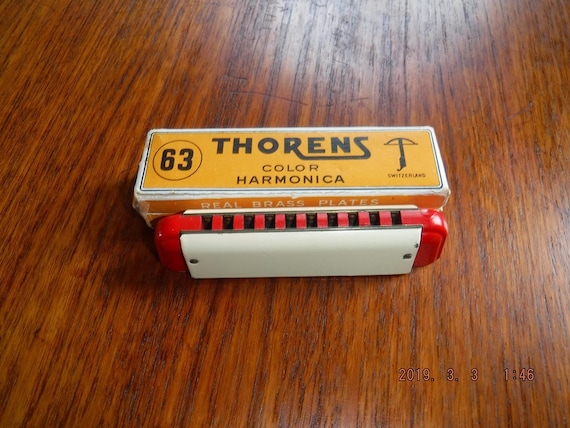 63
THORENS
COLOR
HARMONICA
SWITZERLAND
REAL BRASS PLATES
2019. 3. 3 1:46